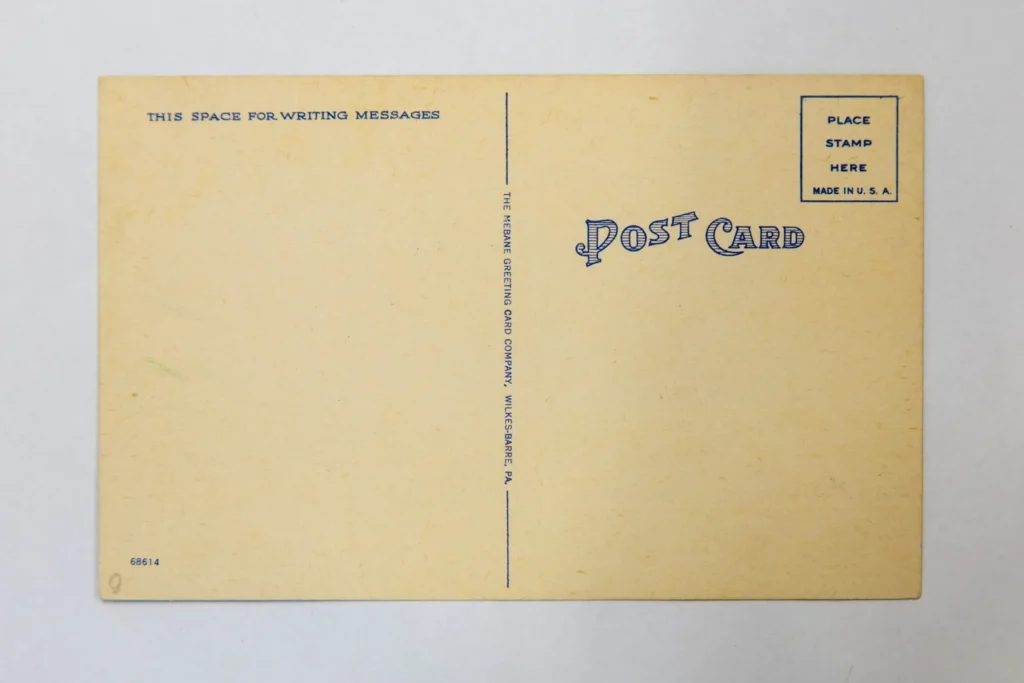 THIS SPACE FOR WRITING MESSAGES
THE MEBANE GREETING CARD COMPANY, WILKES-BARRE, PA.
68614
9
POST CARD
PLACE
STAMP
HERE
MADE IN U. S. A.